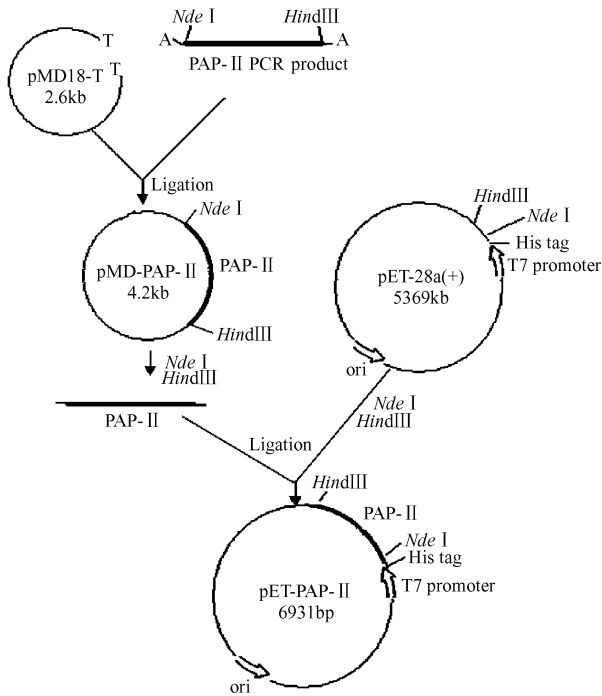 Nde I
HindIII
T
A
A
T
PAP-II PCR product
pMD18-T
2.6kb
Ligation
Nde I
HindIII
Nde I
His tag
T7 promoter
pMD-PAP-II
4.2kb
PAP-II
pET-28a(+)
5369kb
HindIII
ori
Nde I
HindIII
PAP-II
Nde I
HindIII
Ligation
HindIII
PAP-II
Nde I
His tag
T7 promoter
pET-PAP-II
6931bp
ori